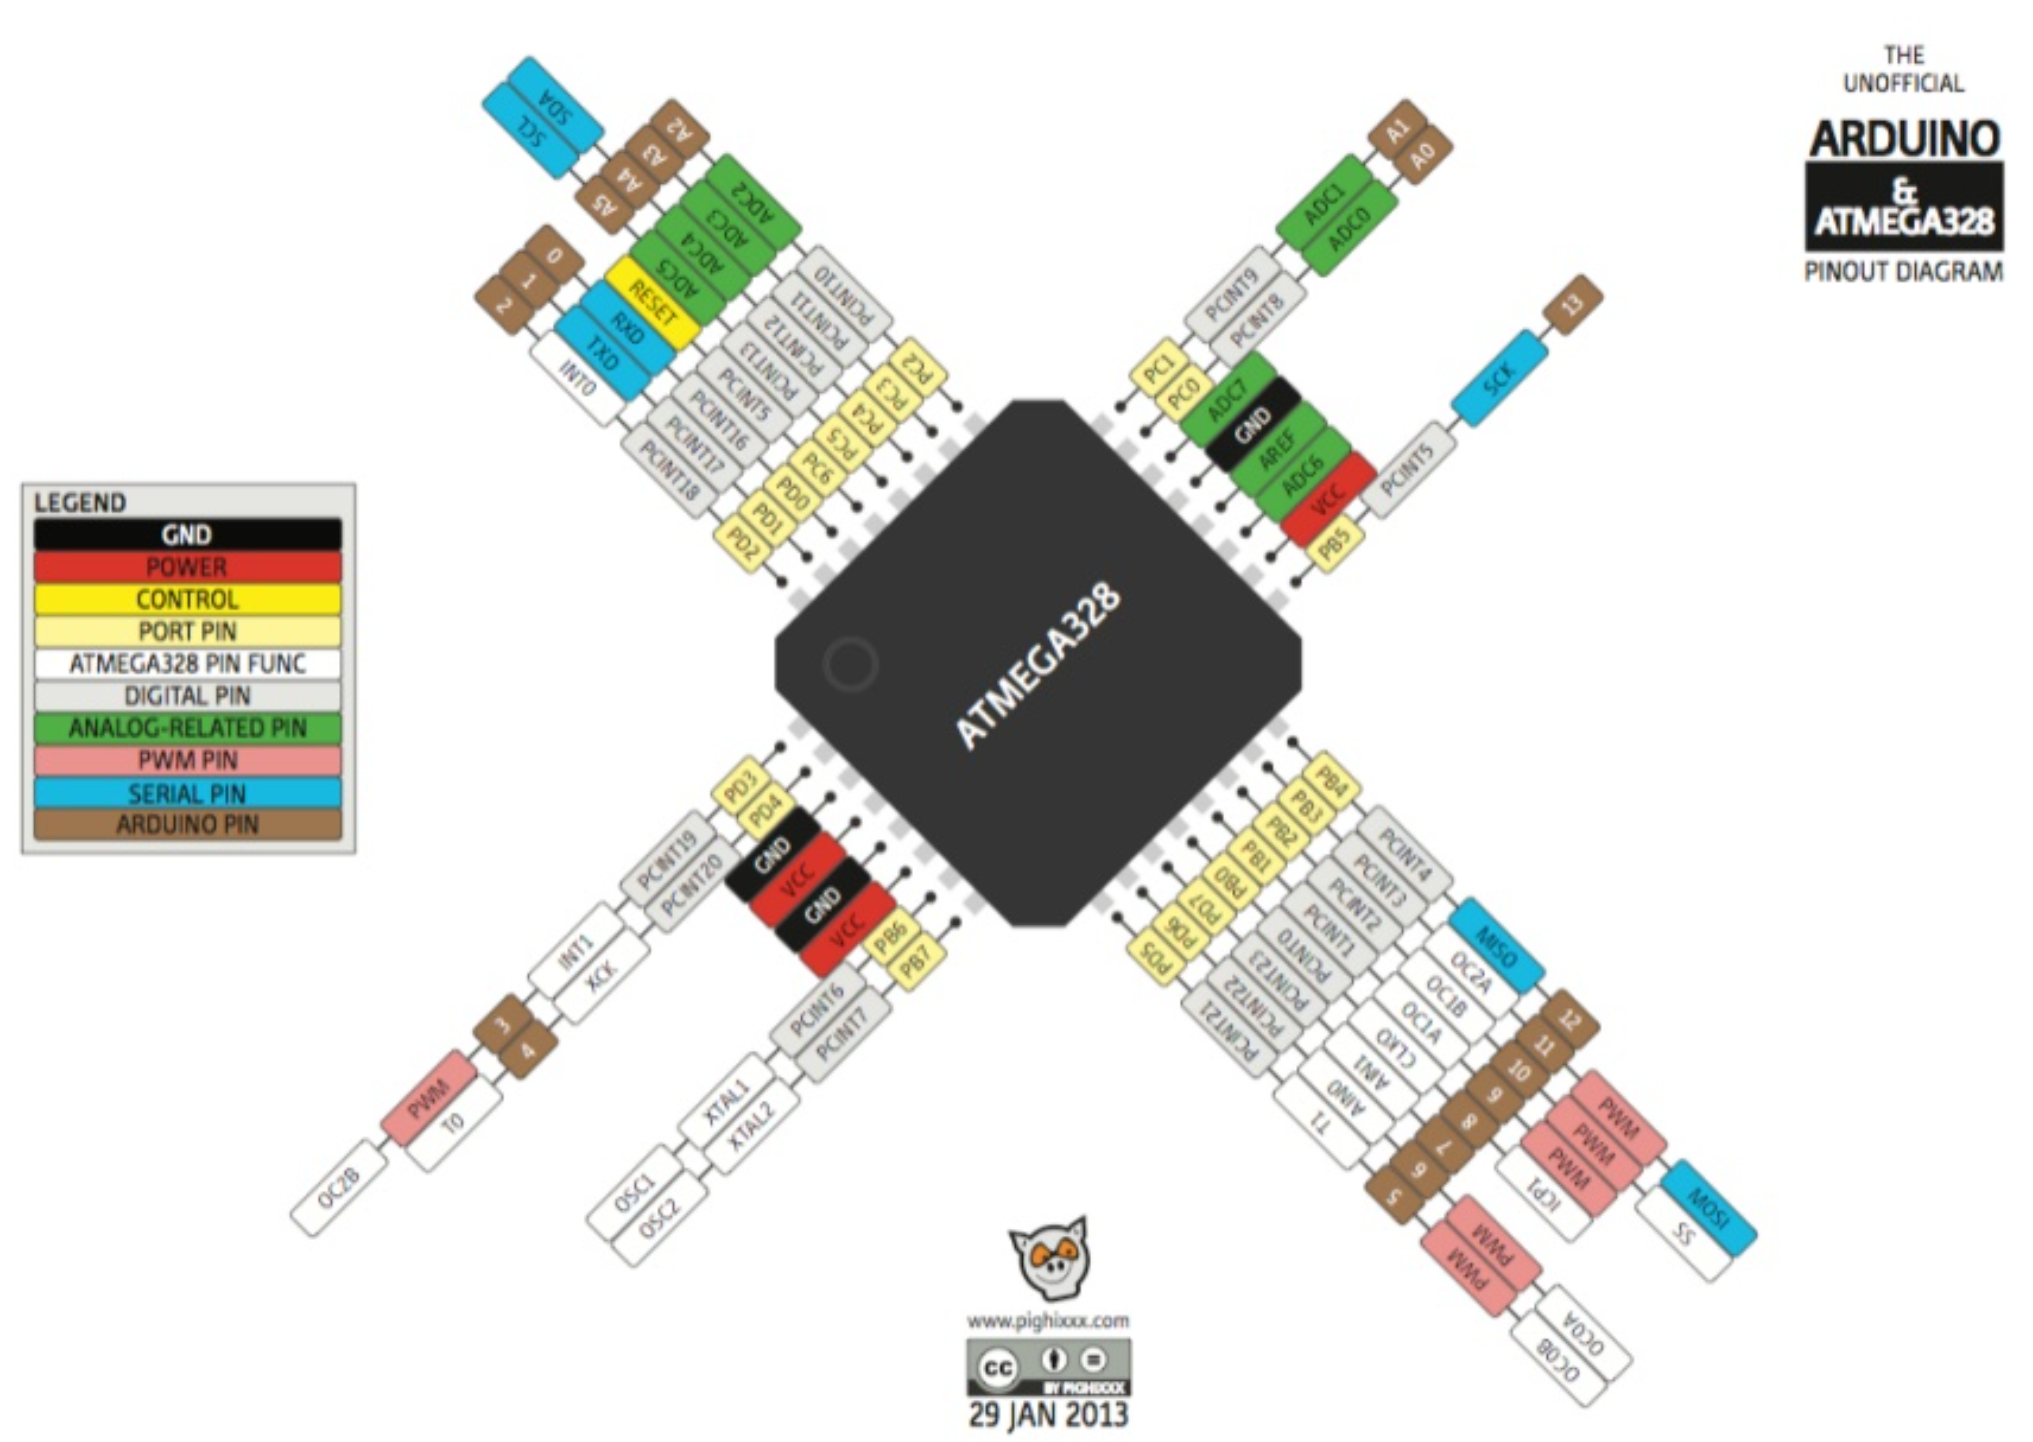 THE
UNOFFICIAL
ARDUINO
&
ATMEGA328
PINOUT DIAGRAM
LEGEND
GND
POWER
CONTROL
PORT PIN
ATMEGA328 PIN FUNC
DIGITAL PIN
ANALOG-RELATED PIN
PWM PIN
SERIAL PIN
ARDUINO PIN
ATMEGA328
SDA A4 ADC4 PCINT12 PC4
SCL A5 ADC5 PCINT13 PC5
A2 ADC2 PCINT10 PC2
A3 ADC3 PCINT11 PC3
RESET PCINT5 PC6
0 RXD PCINT16 PD0
1 TXD PCINT17 PD1
2 INT0 PCINT18 PD2
PC1 PCINT9 ADC1 A1
PC0 PCINT8 ADC0 A0
ADC7
GND
AREF
ADC6
VCC
PB5 PCINT5 SCK 13
OC2B PWM 3 INT1 PCINT19 PD3
T0 4 XCK PCINT20 PD4
GND
VCC
GND
VCC
OSC1 XTAL1 PCINT6 PB6
OSC2 XTAL2 PCINT7 PB7
PB4 PCINT4 MISO 12
PB3 PCINT3 OC2A 11 PWM MOSI
PB2 PCINT2 OC1B 10 PWM SS
PB1 PCINT1 OC1A 9 PWM
PB0 PCINT0 CLKO 8 ICP1
PD7 PCINT23 AIN1 7
PD6 PCINT22 AIN0 6 PWM OC0A
PD5 PCINT21 T1 5 PWM OC0B
www.pighixxx.com
cc
BY PIGHIXXX
29 JAN 2013